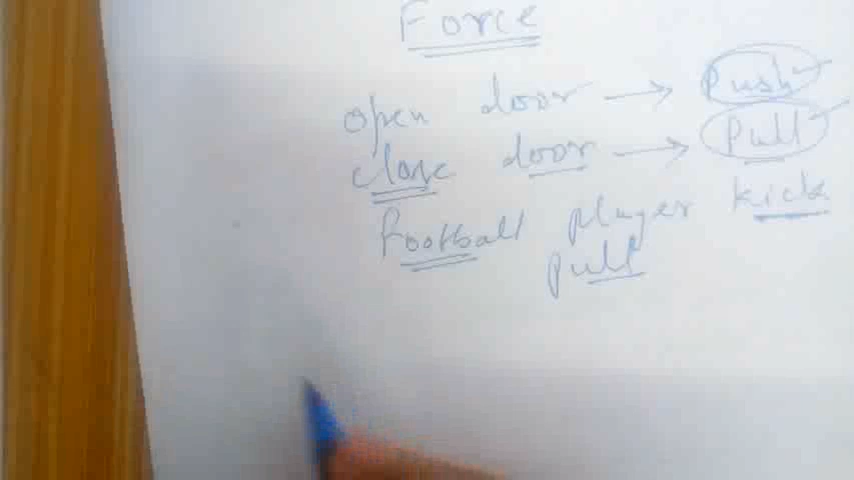 Force
open door → Push
close door → Pull
Football player kick
pull